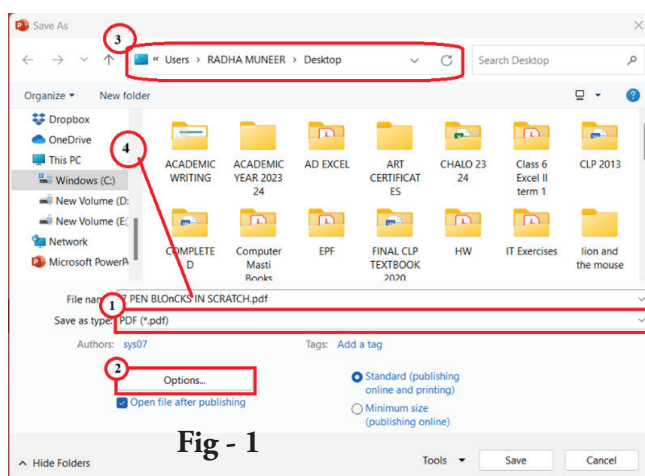 Save As
3
« Users > RADHA MUNEER > Desktop
Search Desktop
Organize
New folder
Dropbox
OneDrive
This PC
Windows (C:)
New Volume (D:
New Volume (E:
Network
Microsoft PowerP
4
ACADEMIC WRITING
ACADEMIC YEAR 2023 24
AD EXCEL
ART CERTIFICAT ES
CHALO 23 24
Class 6 Excel II term 1
CLP 2013
COMPLETE D
Computer Masti Books
EPF
FINAL CLP TEXTBOOK 2020
HW
IT Exercises
lion and the mouse
File name: 7 PEN BLOnCKS IN SCRATCH.pdf
1
Save as type: PDF (*.pdf)
Authors: sys07
Tags: Add a tag
2
Options...
Open file after publishing
Standard (publishing
online and printing)
Minimum size
(publishing online)
Fig - 1
Hide Folders
Tools
Save
Cancel